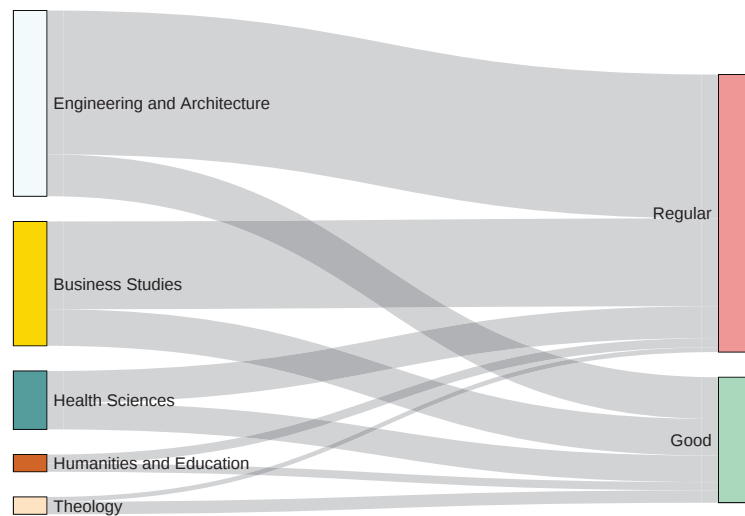 Engineering and Architecture
Regular
Business Studies
Health Sciences
Good
Humanities and Education
Theology